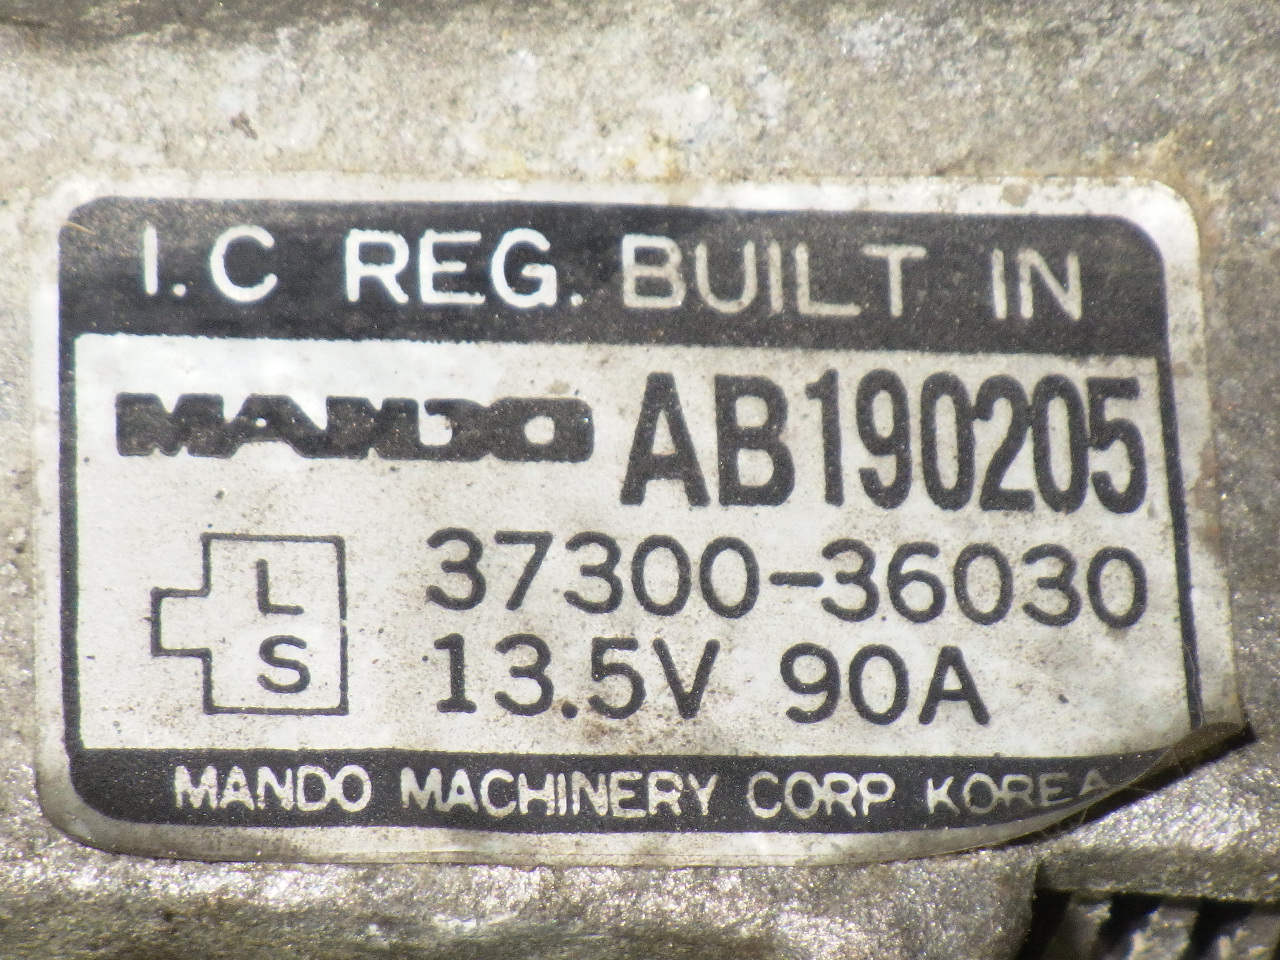 I.C REG. BUILT IN
MANDO AB190205
L
S
37300-36030
13.5V 90A
MANDO MACHINERY CORP KOREA